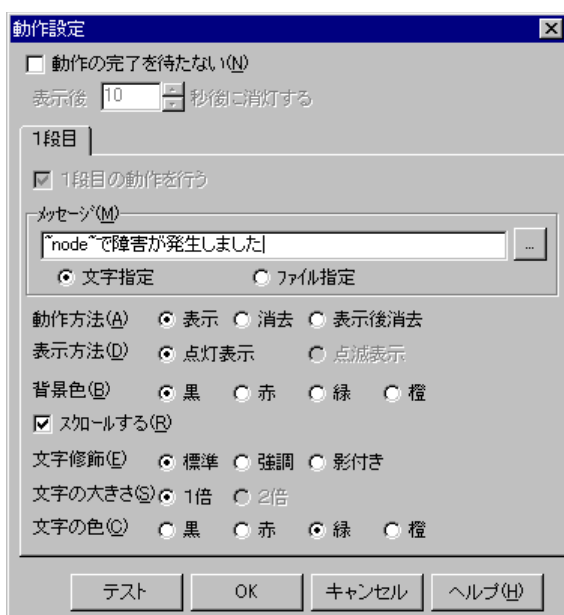 動作設定
動作の完了を待たない(N)
表示後 10 秒後に消灯する
1段目
1段目の動作を行う
メッセージ(M)
~node~で障害が発生しました
...
文字指定 ファイル指定
動作方法(A) 表示 消去 表示後消去
表示方法(D) 点灯表示 点滅表示
背景色(B) 黒 赤 緑 橙
スクロールする(R)
文字修飾(E) 標準 強調 影付き
文字の大きさ(S) 1倍 2倍
文字の色(C) 黒 赤 緑 橙
テスト OK キャンセル ヘルプ(H)